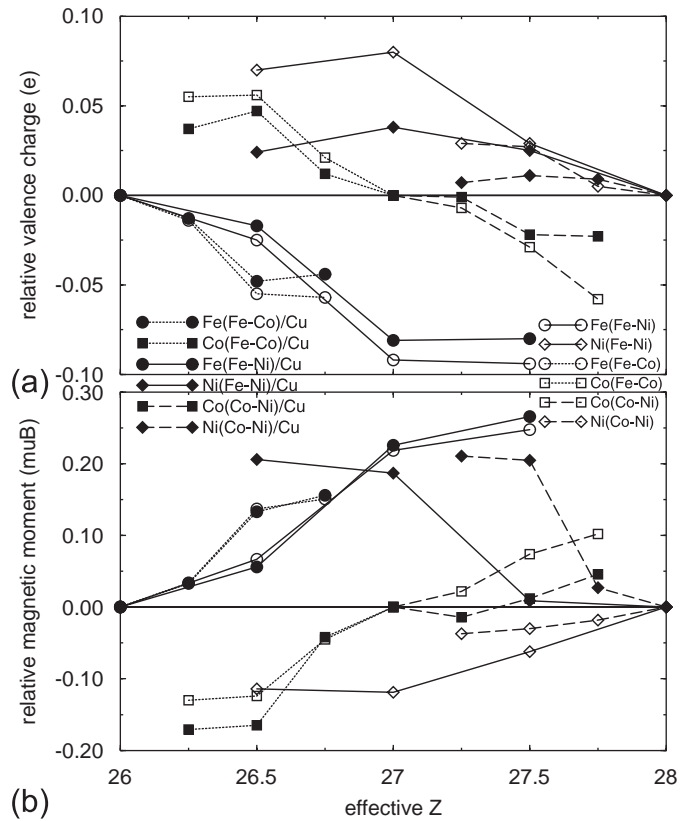 0.10
0.05
0.00
-0.05
-0.10
relative valence charge (e)
Fe(Fe-Co)/Cu
Co(Fe-Co)/Cu
Fe(Fe-Ni)/Cu
Ni(Fe-Ni)/Cu
Co(Co-Ni)/Cu
Ni(Co-Ni)/Cu
Fe(Fe-Ni)
Ni(Fe-Ni)
Fe(Fe-Co)
Co(Fe-Co)
Co(Co-Ni)
Ni(Co-Ni)
(a)
0.30
0.20
0.10
0.00
-0.10
-0.20
relative magnetic moment (muB)
26
26.5
27
27.5
28
effective Z
(b)